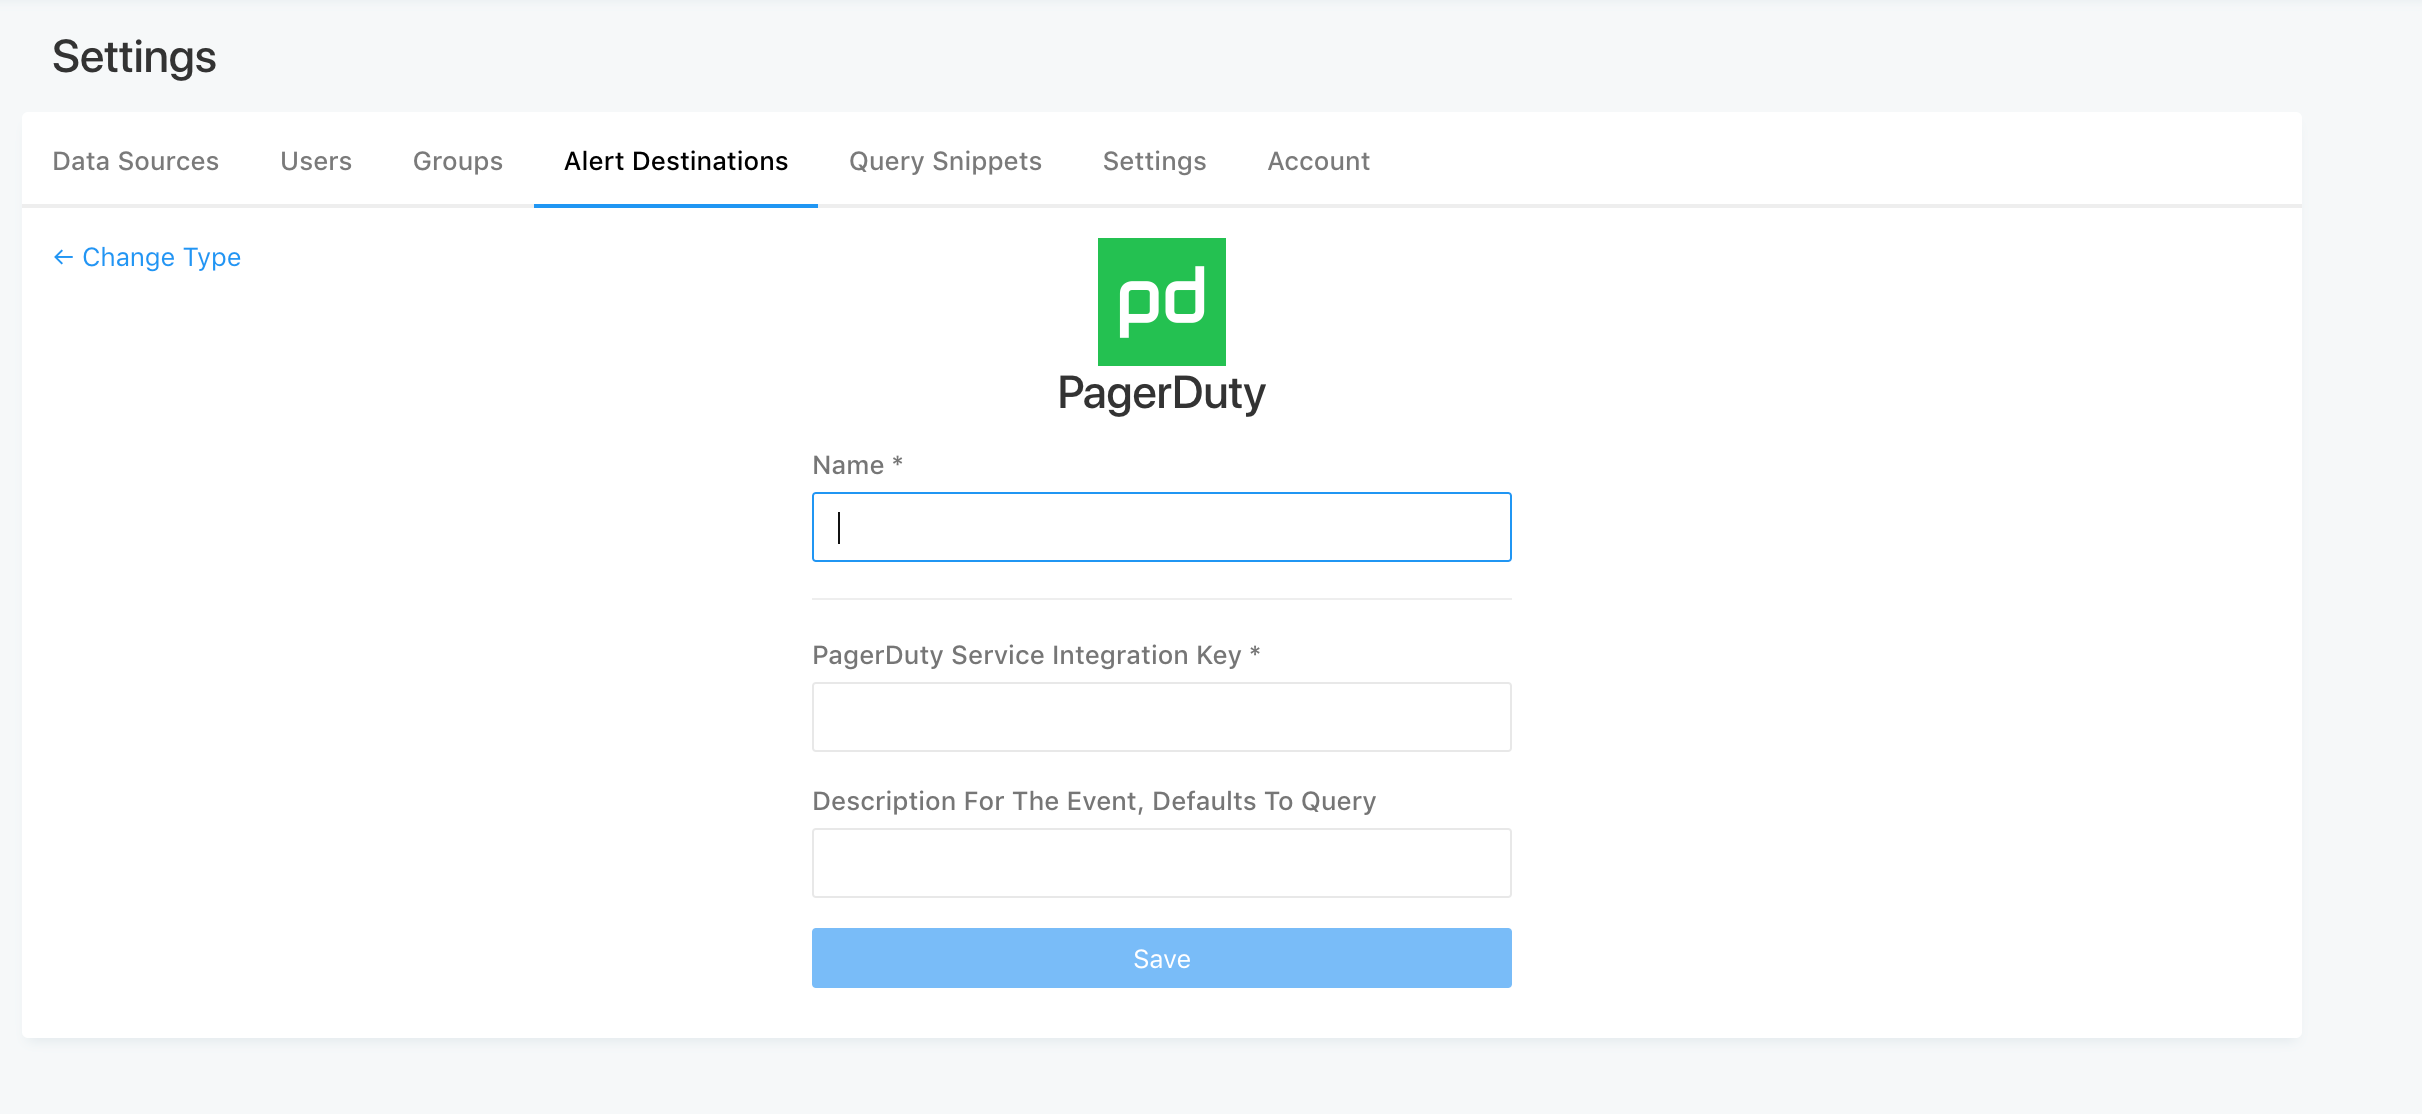 Settings
Data Sources Users Groups Alert Destinations Query Snippets Settings Account
← Change Type
pd
PagerDuty
Name *
PagerDuty Service Integration Key *
Description For The Event, Defaults To Query
Save